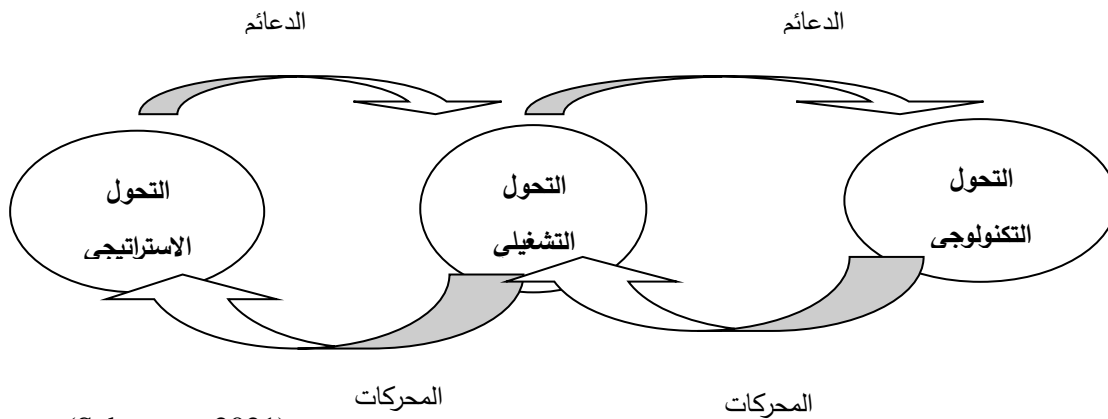 الدعائم
الدعائم
التحول
التكنولوجى
التحول
التشغيلى
التحول
الاستراتيجى
المحركات
المحركات